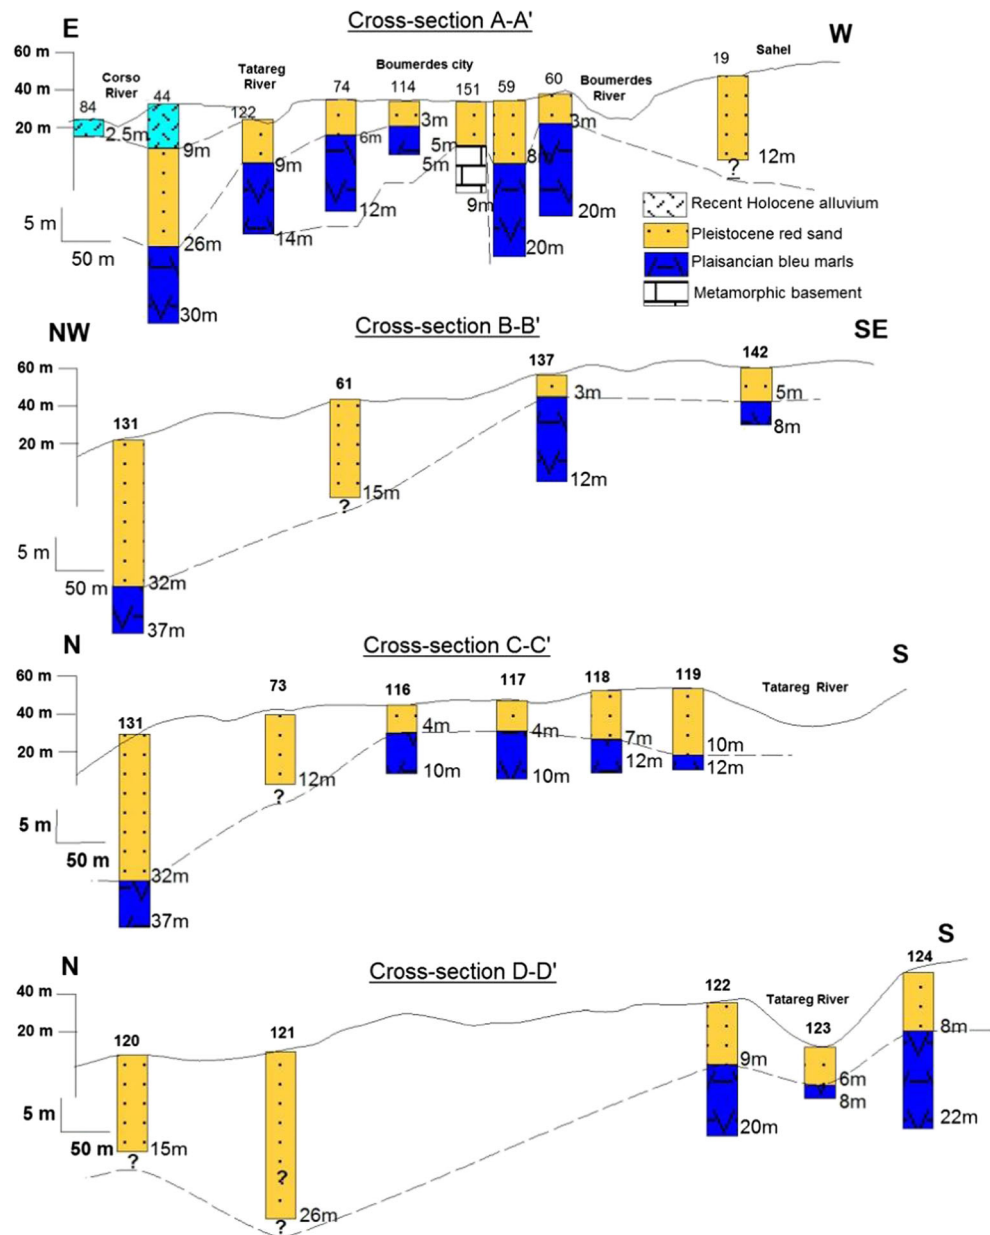 Cross-section A-A'
E
W
60 m
40 m
20 m
Corso
River
Tatareg
River
Boumerdes city
Boumerdes
River
Sahel
84
44
122
74
114
151
59
60
19
2.5m
9m
26m
30m
9m
14m
6m
12m
3m
5m
5m
9m
8
20m
3m
20m
12m
?
5 m
50 m
Recent Holocene alluvium
Pleistocene red sand
Plaisancian bleu marls
Metamorphic basement
Cross-section B-B'
NW
SE
60 m
40 m
20 m
131
61
137
142
32m
37m
15m
?
3m
12m
5m
8m
5 m
50 m
Cross-section C-C'
N
S
60 m
40 m
20 m
131
73
116
117
118
119
Tatareg River
32m
37m
12m
?
4m
10m
4m
10m
7m
12m
10m
12m
5 m
50 m
Cross-section D-D'
N
S
40 m
20 m
120
121
122
Tatareg River
123
124
15m
?
?
26m
?
9m
20m
6m
8m
8m
22m
5 m
50 m